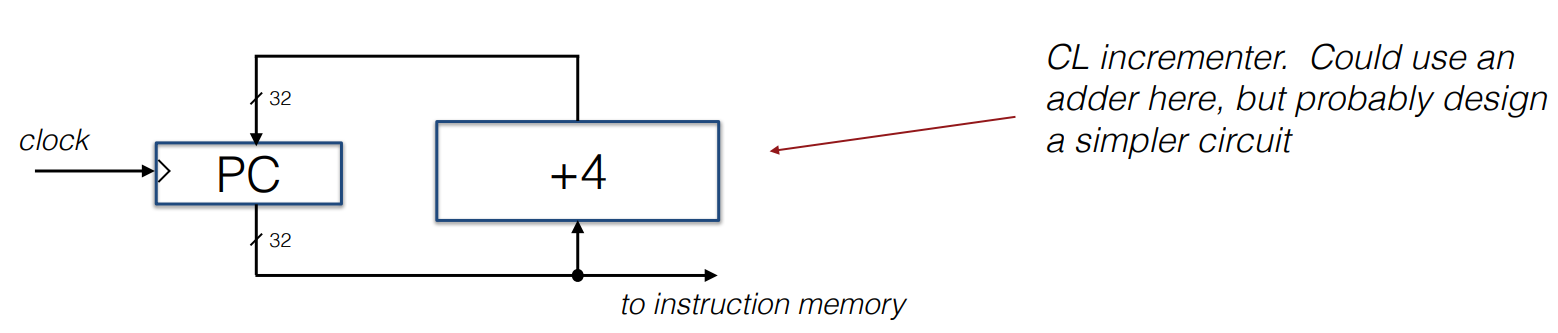 CL incrementer. Could use an
adder here, but probably design
a simpler circuit
32
clock
PC
+4
32
to instruction memory